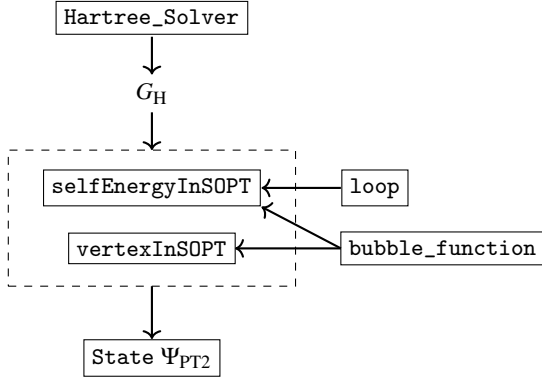 Hartree_Solver
G_H
selfEnergyInSOPT
loop
vertexInSOPT
bubble_function
State Ψ_PT2